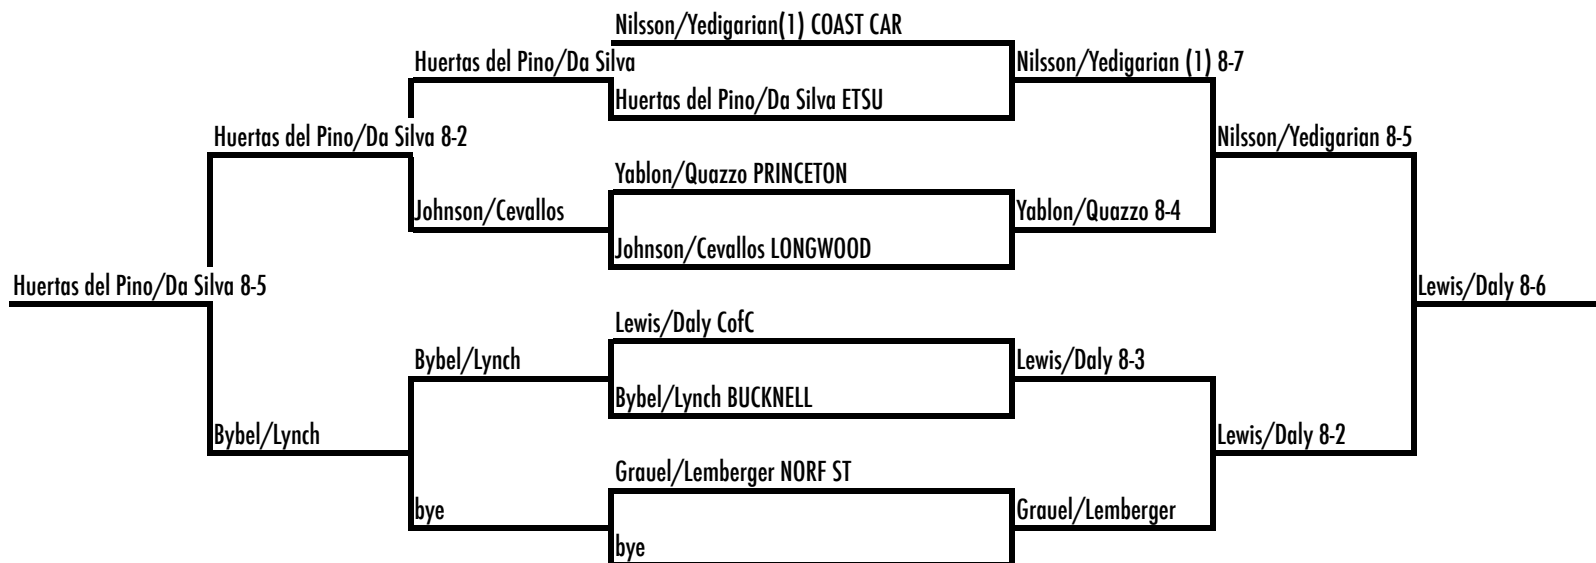 Nilsson/Yedigarian(1) COAST CAR
Huertas del Pino/Da Silva
Nilsson/Yedigarian (1) 8-7
Huertas del Pino/Da Silva ETSU
Huertas del Pino/Da Silva 8-2
Nilsson/Yedigarian 8-5
Yablon/Quazzo PRINCETON
Johnson/Cevallos
Yablon/Quazzo 8-4
Johnson/Cevallos LONGWOOD
Huertas del Pino/Da Silva 8-5
Lewis/Daly 8-6
Lewis/Daly CofC
Bybel/Lynch
Lewis/Daly 8-3
Bybel/Lynch BUCKNELL
Bybel/Lynch
Lewis/Daly 8-2
Grauel/Lemberger NORF ST
bye
Grauel/Lemberger
bye